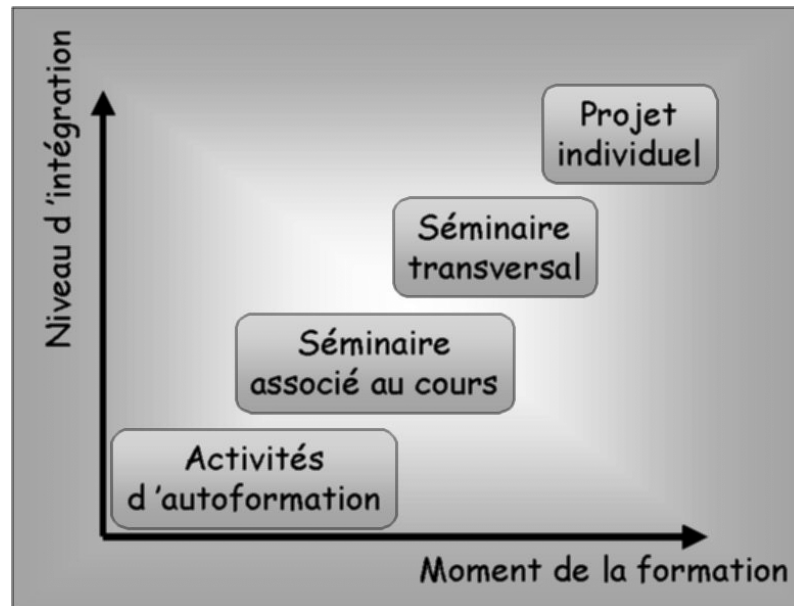 Niveau d ’intégration
Projet
individuel
Séminaire
transversal
Séminaire
associé au cours
Activités
d ’autoformation
Moment de la formation